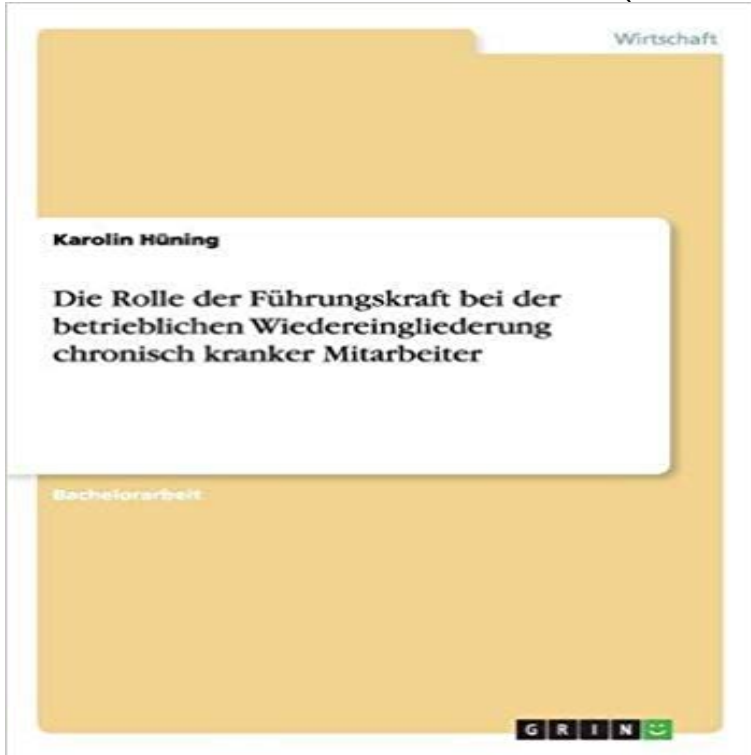 Wirtschaft
Karolin Hüning
Die Rolle der Führungskraft bei der
betrieblichen Wiedereingliederung
chronisch kranker Mitarbeiter
Bachelorarbeit
GRIN